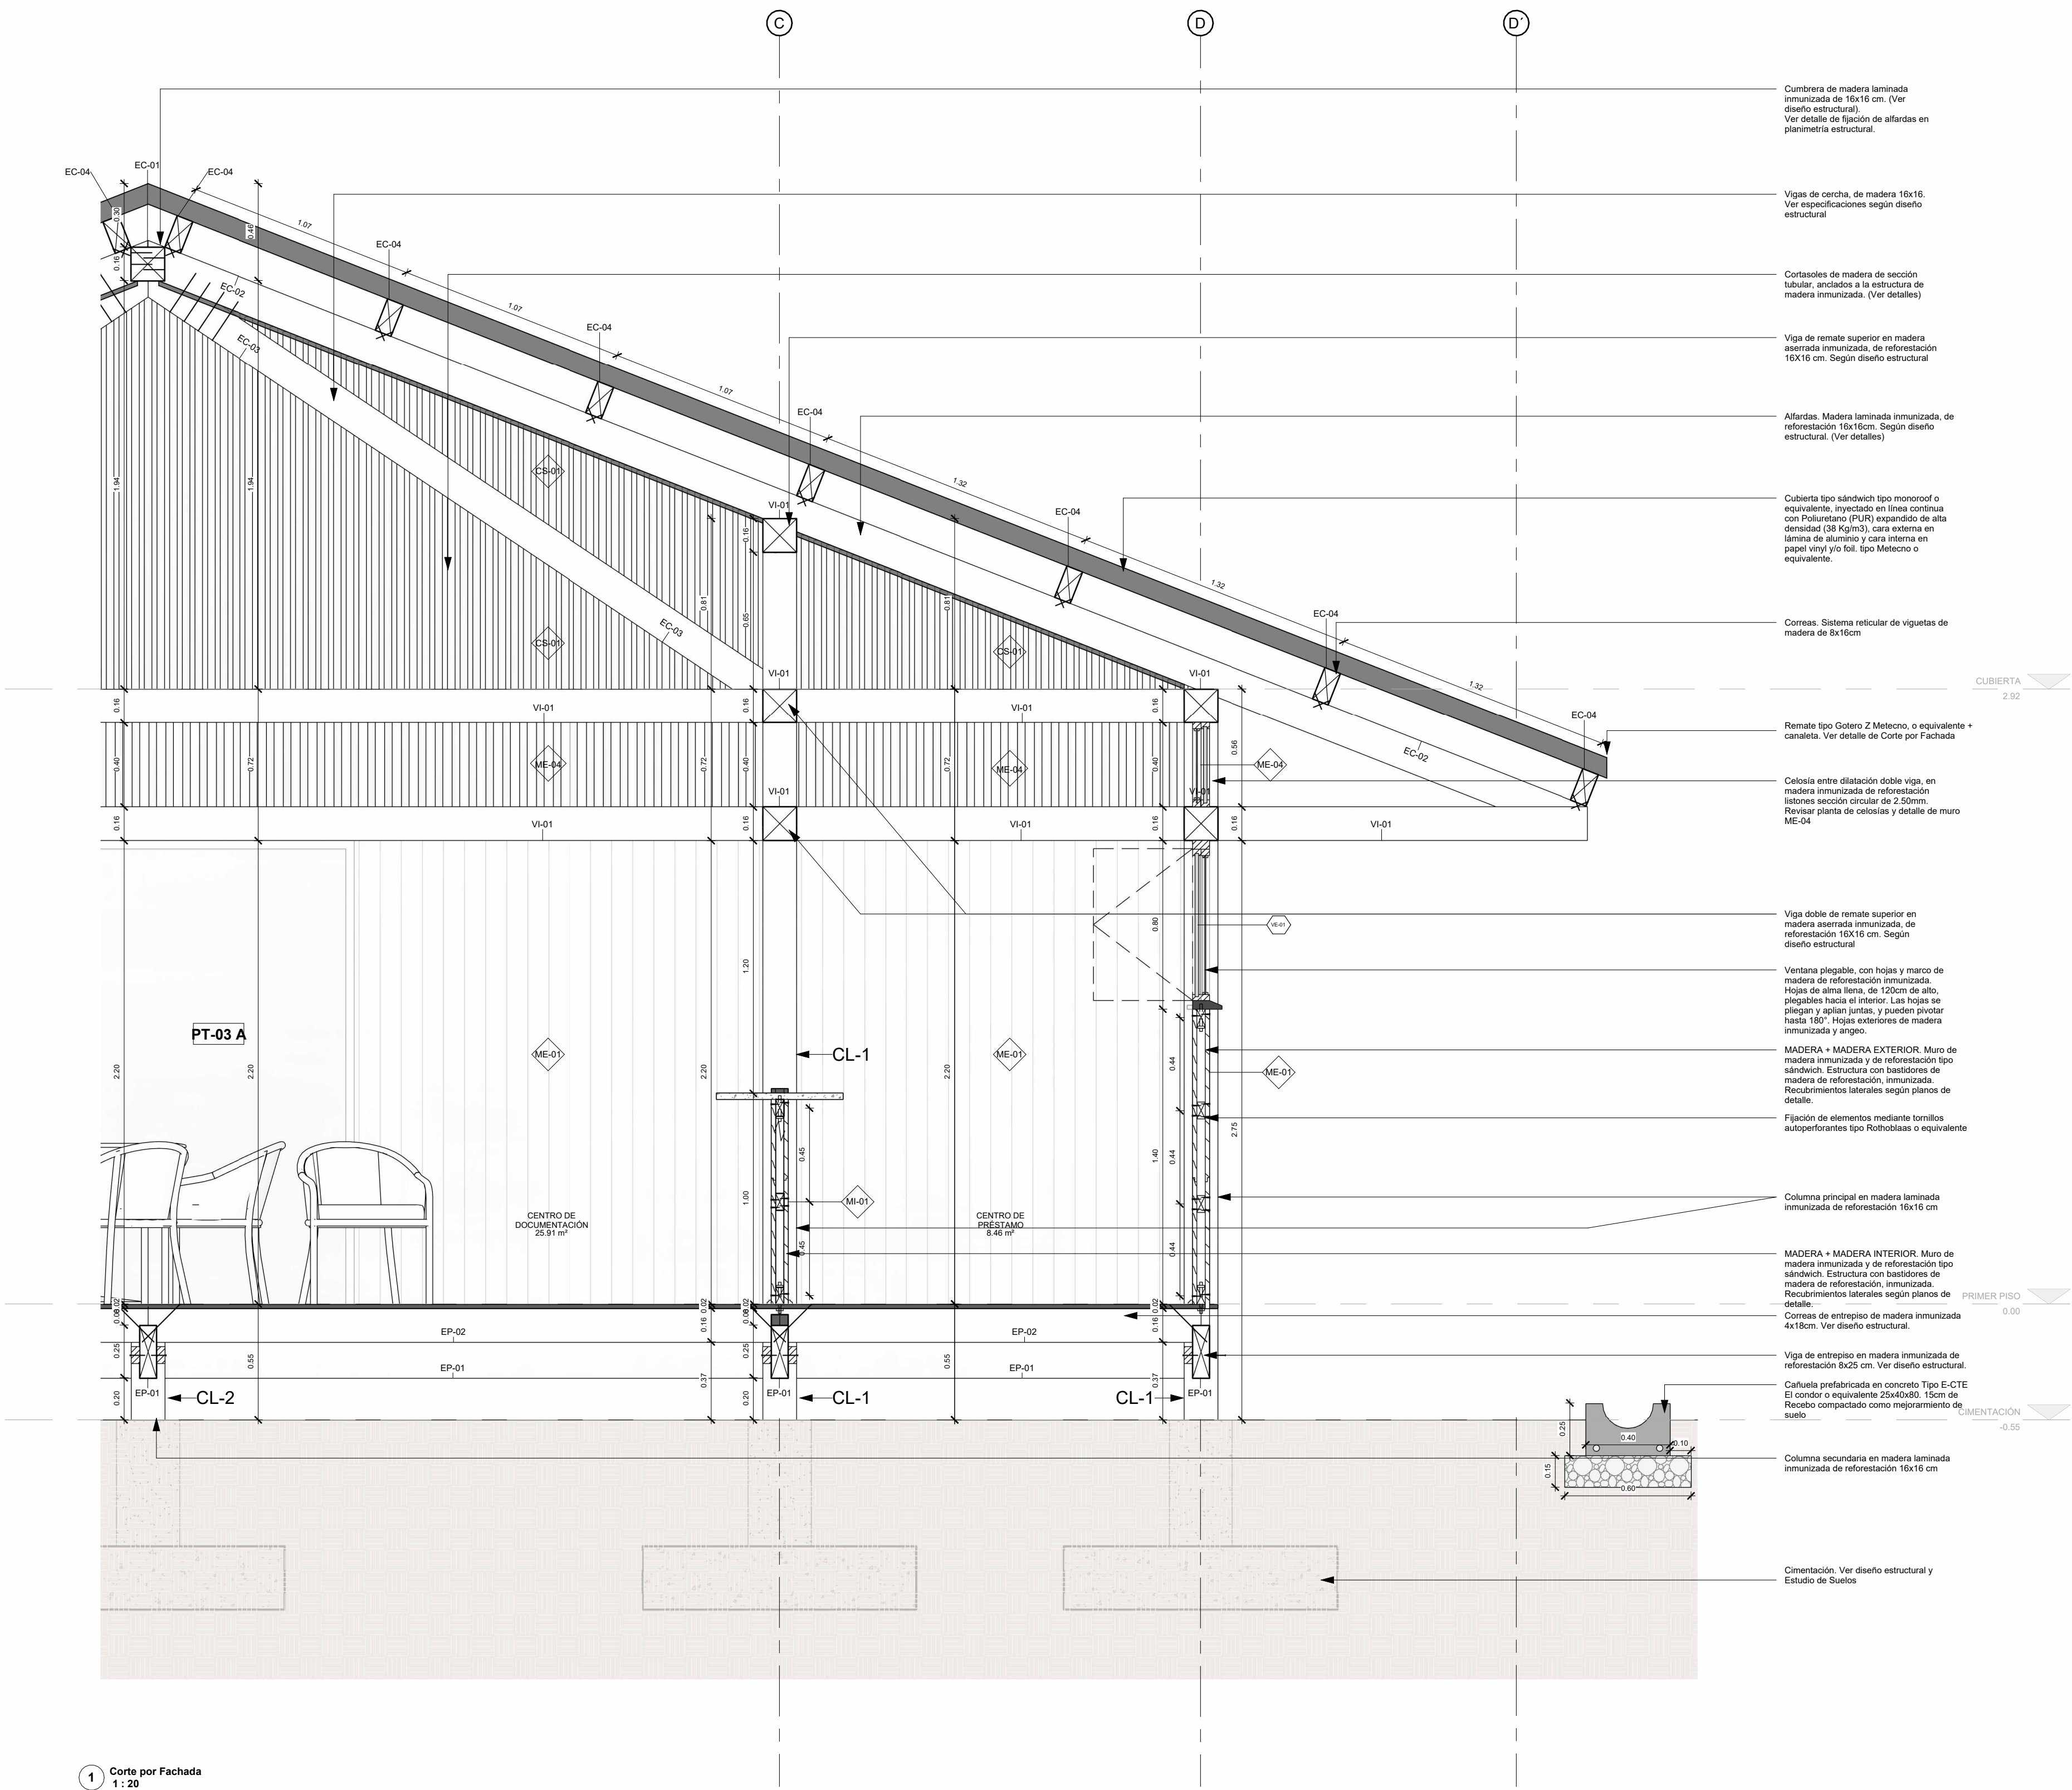 C
D
D´
Cumbrera de madera laminada
inmunizada de 16x16 cm. (Ver
diseño estructural).
Ver detalle de fijación de alfardas en
planimetría estructural.
EC-04
EC-01
EC-04
Vigas de cercha, de madera 16x16.
Ver especificaciones según diseño
estructural
0.30
0.46
0.16
1.07
EC-04
EC-02
Cortasoles de madera de sección
tubular, anclados a la estructura de
madera inmunizada. (Ver detalles)
1.07
EC-04
EC-03
Viga de remate superior en madera
aserrada inmunizada, de reforestación
16X16 cm. Según diseño estructural
1.07
EC-04
Alfardas. Madera laminada inmunizada, de
reforestación 16x16cm. Según diseño
estructural. (Ver detalles)
1.94
1.94
CS-01
1.32
VI-01
EC-04
Cubierta tipo sándwich tipo monoroof o
equivalente, inyectado en línea continua
con Poliuretano (PUR) expandido de alta
densidad (38 Kg/m3), cara externa en
lámina de aluminio y cara interna en
papel vinyl y/o foil. tipo Metecno o
equivalente.
0.16
0.81
0.65
0.81
1.32
EC-04
EC-03
CS-01
CS-01
Correas. Sistema reticular de viguetas de
madera de 8x16cm
1.32
VI-01
VI-01
CUBIERTA
2.92
0.16
VI-01
0.16
VI-01
0.16
EC-04
Remate tipo Gotero Z Metecno, o equivalente +
canaleta. Ver detalle de Corte por Fachada
0.40
0.72
ME-04
0.72
0.40
0.72
ME-04
0.40
0.56
ME-04
EC-02
Celosía entre dilatación doble viga, en
madera inmunizada de reforestación
listones sección circular de 2.50mm.
Revisar planta de celosías y detalle de muro
ME-04
VI-01
VI-01
0.16
VI-01
0.16
VI-01
0.16
0.16
VI-01
Viga doble de remate superior en
madera aserrada inmunizada, de
reforestación 16X16 cm. Según
diseño estructural
0.80
VE-01
1.20
Ventana plegable, con hojas y marco de
madera de reforestación inmunizada.
Hojas de alma llena, de 120cm de alto,
plegables hacia el interior. Las hojas se
pliegan y aplian juntas, y pueden pivotar
hasta 180°. Hojas exteriores de madera
inmunizada y angeo.
PT-03 A
2.20
2.20
ME-01
2.20
CL-1
2.20
ME-01
0.44
ME-01
MADERA + MADERA EXTERIOR. Muro de
madera inmunizada y de reforestación tipo
sándwich. Estructura con bastidores de
madera de reforestación, inmunizada.
Recubrimientos laterales según planos de
detalle.
Fijación de elementos mediante tornillos
autoperforantes tipo Rothoblaas o equivalente
0.45
1.40
0.44
2.75
1.00
MI-01
Columna principal en madera laminada
inmunizada de reforestación 16x16 cm
CENTRO DE
DOCUMENTACIÓN
25.91 m²
CENTRO DE
PRÉSTAMO
8.46 m²
0.45
0.44
MADERA + MADERA INTERIOR. Muro de
madera inmunizada y de reforestación tipo
sándwich. Estructura con bastidores de
madera de reforestación, inmunizada.
Recubrimientos laterales según planos de
detalle.
PRIMER PISO
0.00
0.02
0.02
0.02
0.02
0.16
0.16
Correas de entrepiso de madera inmunizada
4x18cm. Ver diseño estructural.
EP-02
EP-02
0.25
0.55
0.25
0.55
EP-01
EP-01
Viga de entrepiso en madera inmunizada de
reforestación 8x25 cm. Ver diseño estructural.
0.37
0.37
0.20
EP-01
CL-2
0.20
EP-01
CL-1
CL-1
EP-01
Cañuela prefabricada en concreto Tipo E-CTE
El condor o equivalente 25x40x80. 15cm de
Recebo compactado como mejoramiento de
suelo
CIMENTACIÓN
-0.55
0.25
0.40
0.10
0.15
0.60
Columna secundaria en madera laminada
inmunizada de reforestación 16x16 cm
Cimentación. Ver diseño estructural y
Estudio de Suelos
1
Corte por Fachada
1 : 20